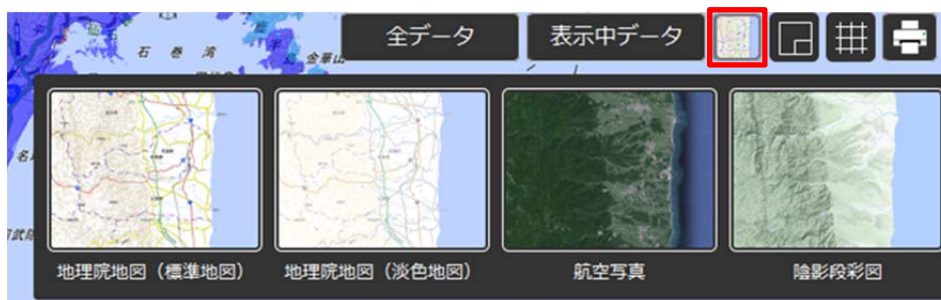 全データ
表示中データ
石巻湾
金華山
地理院地図（標準地図）
地理院地図（淡色地図）
航空写真
陰影段彩図